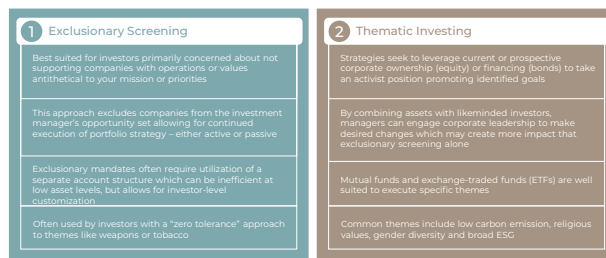 1 Exclusionary Screening
Best suited for investors primarily concerned about not
supporting companies with operations or values
antithetical to your mission or priorities
This approach excludes companies from the investment
manager's opportunity set allowing for continued
execution of portfolio strategy – either active or passive
Exclusionary mandates often require utilization of a
separate account structure which can be inefficient at
low asset levels, but allows for investor-level
customization
Often used by investors with a "zero tolerance" approach
to themes like weapons or tobacco
2 Thematic Investing
Strategies seek to leverage current or prospective
corporate ownership (equity) or financing (bonds) to take
an activist position promoting identified goals
By combining assets with likeminded investors,
managers can engage corporate leadership to make
desired changes which may create more impact that
exclusionary screening alone
Mutual funds and exchange-traded funds (ETFs) are well
suited to execute specific themes
Common themes include low carbon emission, religious
values, gender diversity and broad ESG